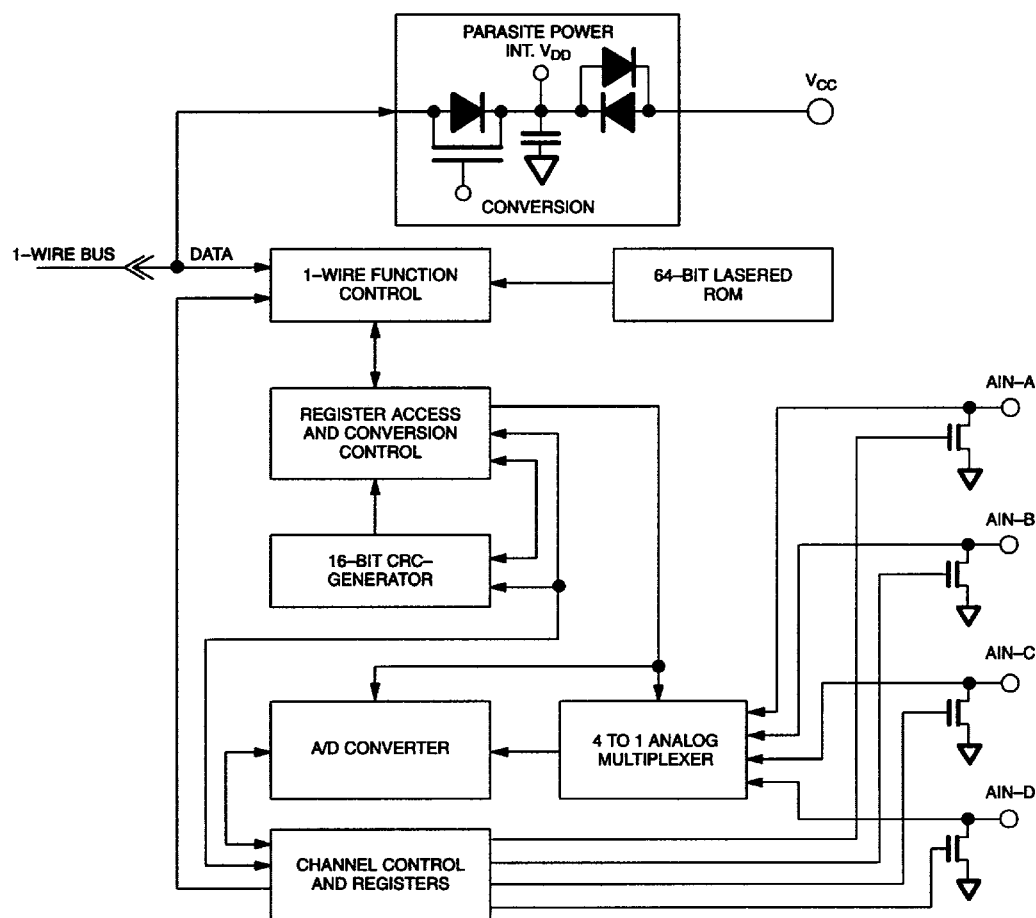 PARASITE POWER
INT. VDD
VCC
CONVERSION
1–WIRE BUS
DATA
1–WIRE FUNCTION
CONTROL
64–BIT LASERED
ROM
REGISTER ACCESS
AND CONVERSION
CONTROL
AIN–A
16–BIT CRC–
GENERATOR
AIN–B
AIN–C
A/D CONVERTER
4 TO 1 ANALOG
MULTIPLEXER
AIN–D
CHANNEL CONTROL
AND REGISTERS